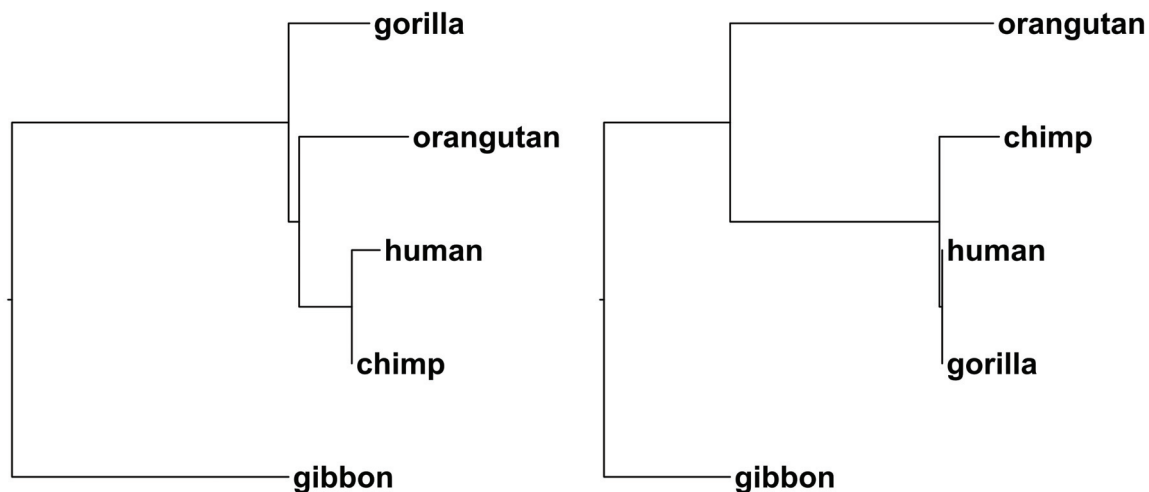 gorilla
orangutan
human
chimp
gibbon
orangutan
chimp
human
gorilla
gibbon